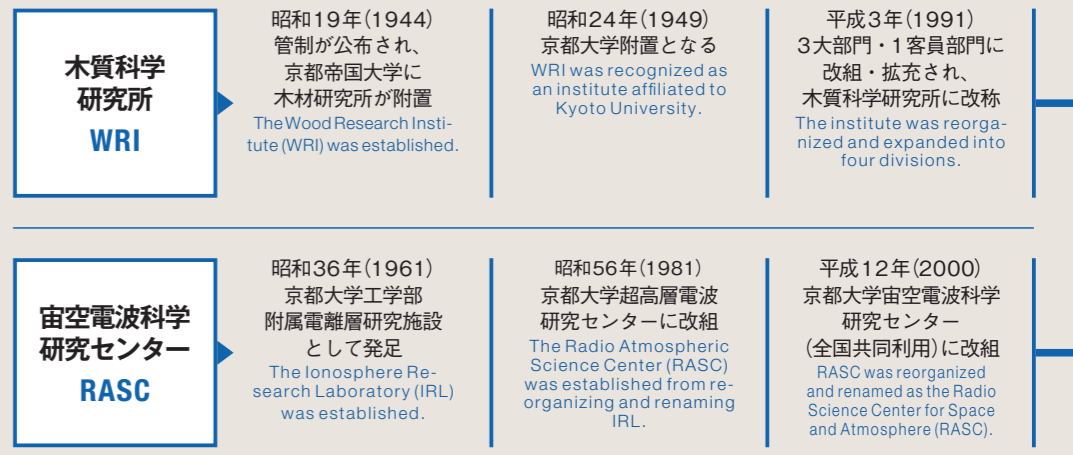 木質科学
研究所
WRI
昭和19年(1944)
管制が公布され、
京都帝国大学に
木材研究所が附置
The Wood Research Insti-
tute (WRI) was established.
昭和24年(1949)
京都大学附置となる
WRI was recognized as
an institute affiliated to
Kyoto University.
平成3年(1991)
3大部門・1客員部門に
改組・拡充され、
木質科学研究所に改称
The institute was reorga-
nized and expanded into
four divisions.
宙空電波科学
研究センター
RASC
昭和36年(1961)
京都大学工学部
附属電離層研究施設
として発足
The Ionosphere Re-
search Laboratory (IRL)
was established.
昭和56年(1981)
京都大学超高層電波
研究センターに改組
The Radio Atmospheric
Science Center (RASC)
was established from re-
organizing and renaming
IRL.
平成12年(2000)
京都大学宙空電波科学
研究センター
(全国共同利用)に改組
RASC was reorganized
and renamed as the Radio
Science Center for Space
and Atmosphere (RASC).